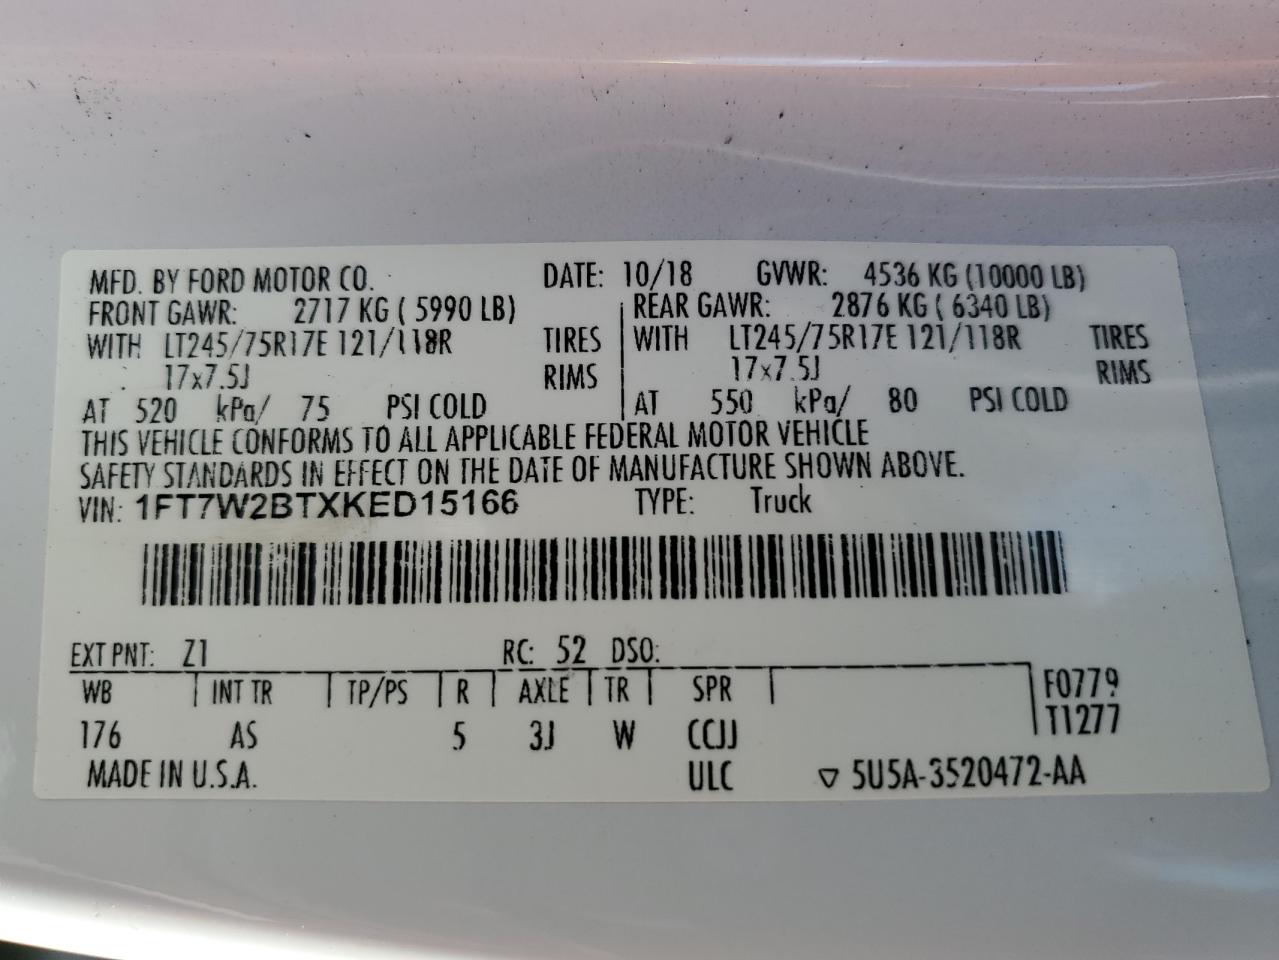 MFD. BY FORD MOTOR CO. DATE: 10/18 GVWR: 4536 KG (10000 LB)
FRONT GAWR: 2717 KG ( 5990 LB) REAR GAWR: 2876 KG ( 6340 LB)
WITH LT245/75R17E 121/118R TIRES WITH LT245/75R17E 121/118R TIRES
17x7.5J RIMS 17x7.5J RIMS
AT 520 kPa/ 75 PSI COLD AT 550 kPa/ 80 PSI COLD
THIS VEHICLE CONFORMS TO ALL APPLICABLE FEDERAL MOTOR VEHICLE
SAFETY STANDARDS IN EFFECT ON THE DATE OF MANUFACTURE SHOWN ABOVE.
VIN: 1FT7W2BTXKED15166 TYPE: Truck
EXT PNT: Z1 RC: 52 DSO:
WB INT TR TP/PS R AXLE TR SPR F0779
176 AS 5 3J W CCJJ T1277
MADE IN U.S.A. ULC ▽ 5U5A-3520472-AA